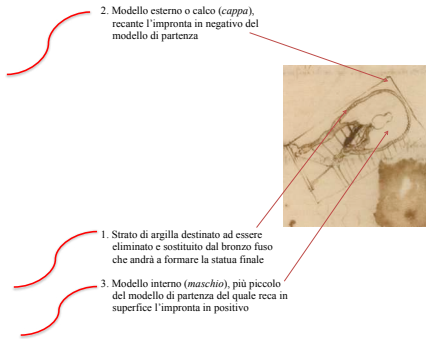 2. Modello esterno o calco (cappa),
recante l'impronta in negativo del
modello di partenza
1. Strato di argilla destinato ad essere
eliminato e sostituito dal bronzo fuso
che andrà a formare la statua finale
3. Modello interno (maschio), più piccolo
del modello di partenza del quale reca in
superfice l'impronta in positivo